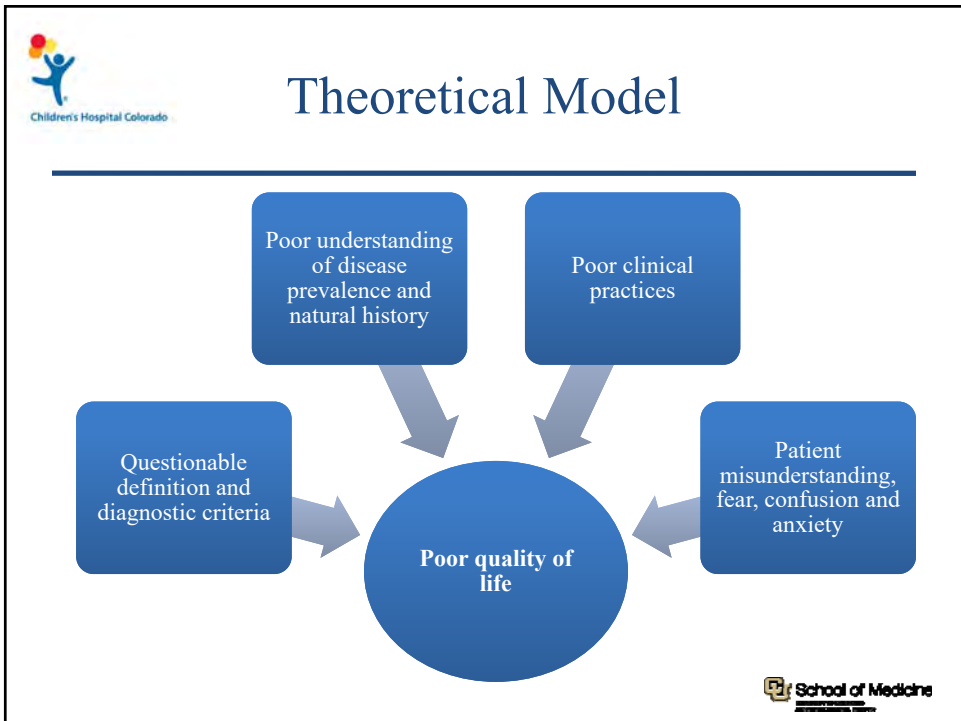 Children's Hospital Colorado
Theoretical Model
Poor understanding
of disease
prevalence and
natural history
Poor clinical
practices
Questionable
definition and
diagnostic criteria
Patient
misunderstanding,
fear, confusion and
anxiety
Poor quality of
life
School of Medicine